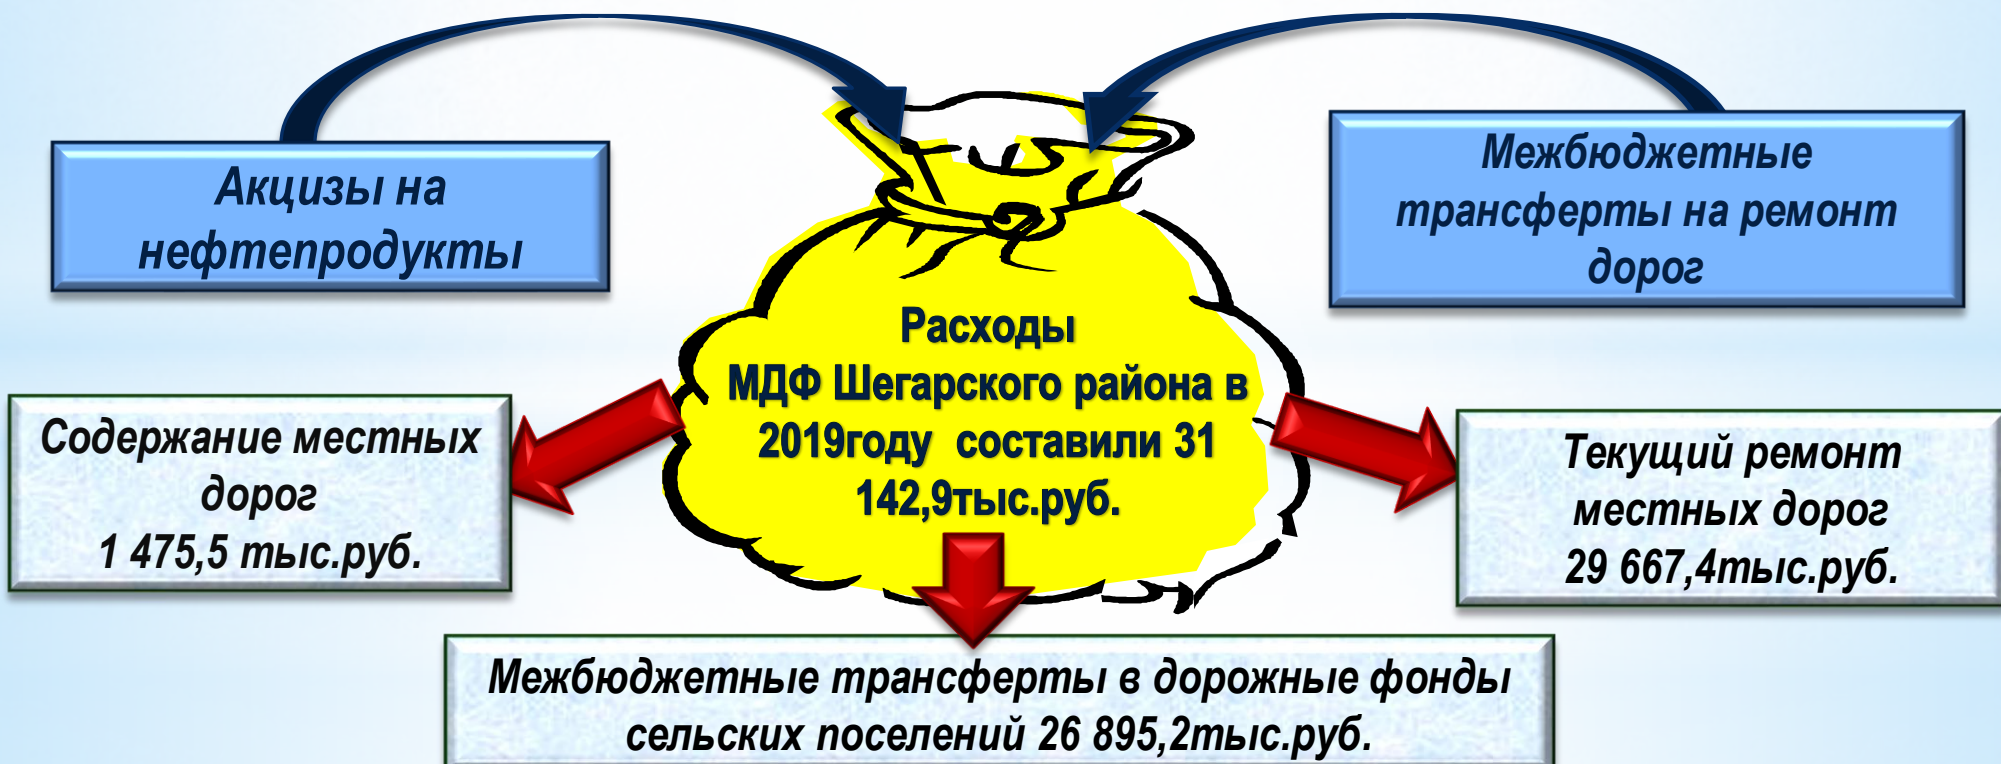 Акцизы на
нефтепродукты
Межбюджетные
трансферты на ремонт
дорог
Расходы
МДФ Шегарского района в
2019году  составили 31
142,9тыс.руб.
Содержание местных
дорог
1 475,5 тыс.руб.
Текущий ремонт
местных дорог
29 667,4тыс.руб.
Межбюджетные трансферты в дорожные фонды
сельских поселений 26 895,2тыс.руб.